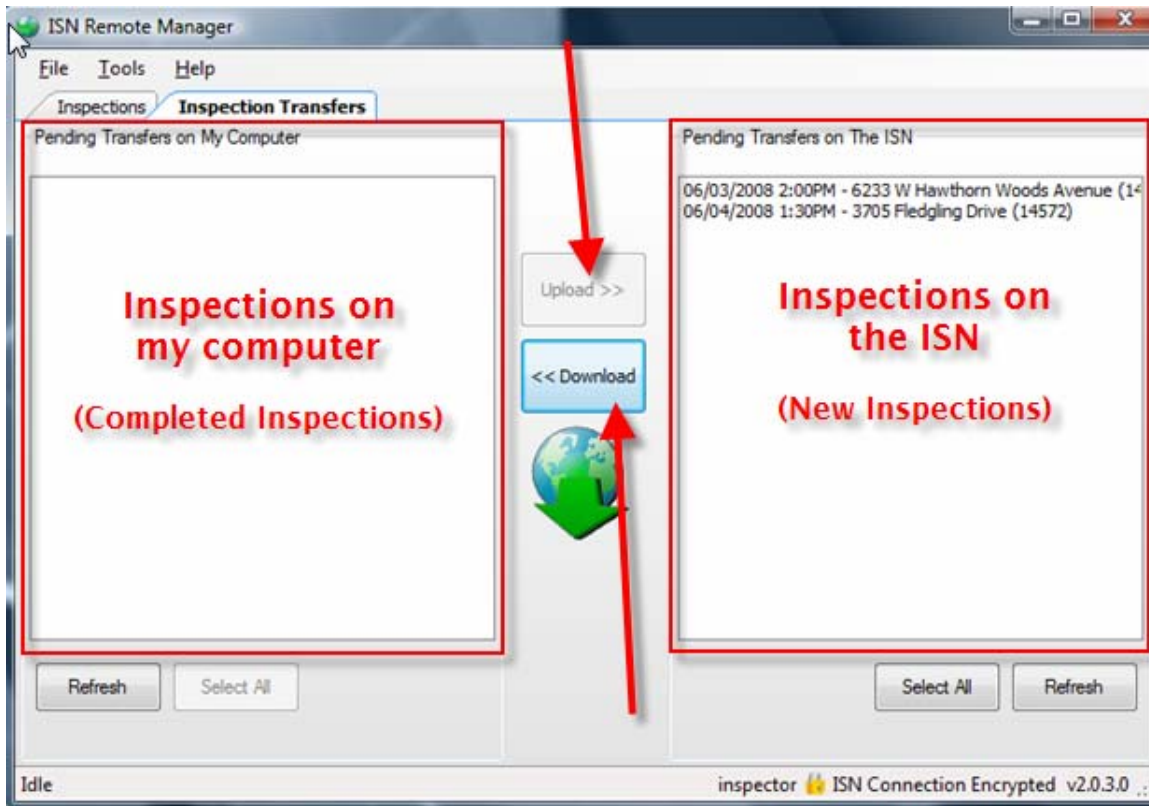 ISN Remote Manager
File Tools Help
Inspections Inspection Transfers
Pending Transfers on My Computer
Inspections on
my computer
(Completed Inspections)
Refresh Select All
Upload >>
<< Download
Pending Transfers on The ISN
06/03/2008 2:00PM - 6233 W Hawthorn Woods Avenue (14
06/04/2008 1:30PM - 3705 Fledgling Drive (14572)
Inspections on
the ISN
(New Inspections)
Select All Refresh
Idle inspector ISN Connection Encrypted v2.0.3.0